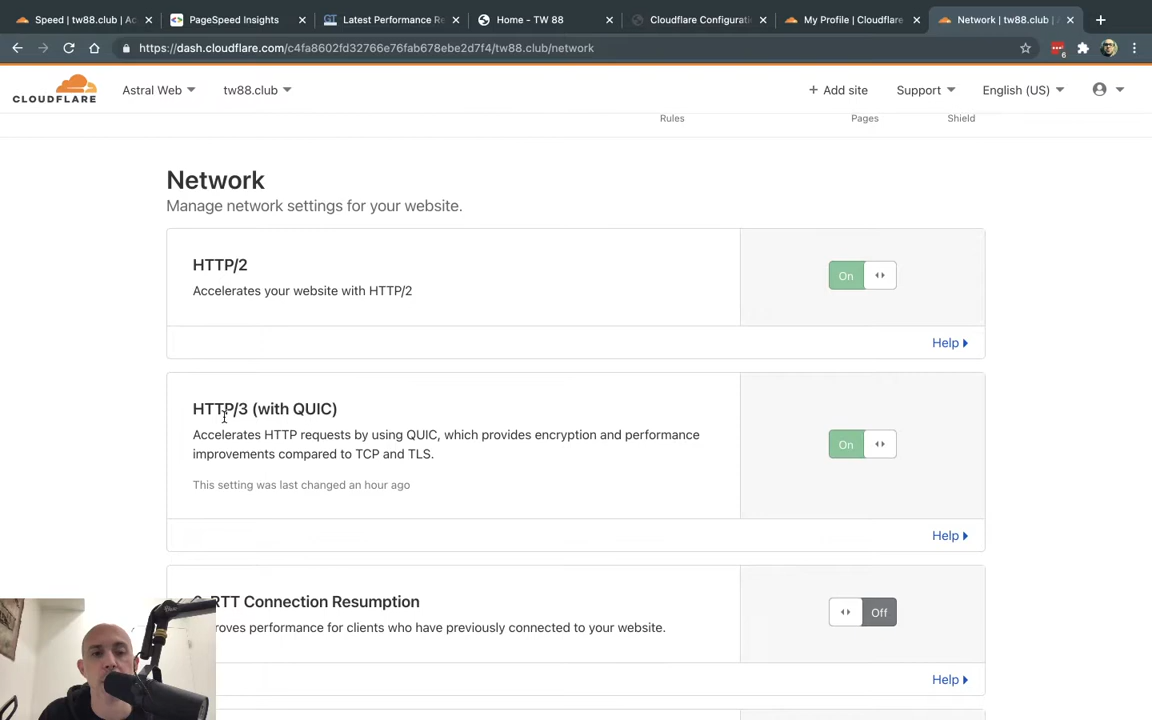 Speed | tw88.club | Ac
PageSpeed Insights
Latest Performance Re
Home - TW 88
Cloudflare Configurati
My Profile | Cloudflare
Network | tw88.club |
https://dash.cloudflare.com/c4fa8602fd32766e76fab678ebe2d7f4/tw88.club/network
CLOUDFLARE
Astral Web
tw88.club
+ Add site
Support
English (US)
Rules
Pages
Shield
Network
Manage network settings for your website.
HTTP/2
Accelerates your website with HTTP/2
On
Help
HTTP/3 (with QUIC)
Accelerates HTTP requests by using QUIC, which provides encryption and performance
improvements compared to TCP and TLS.
This setting was last changed an hour ago
On
Help
RTT Connection Resumption
roves performance for clients who have previously connected to your website.
Off
Help